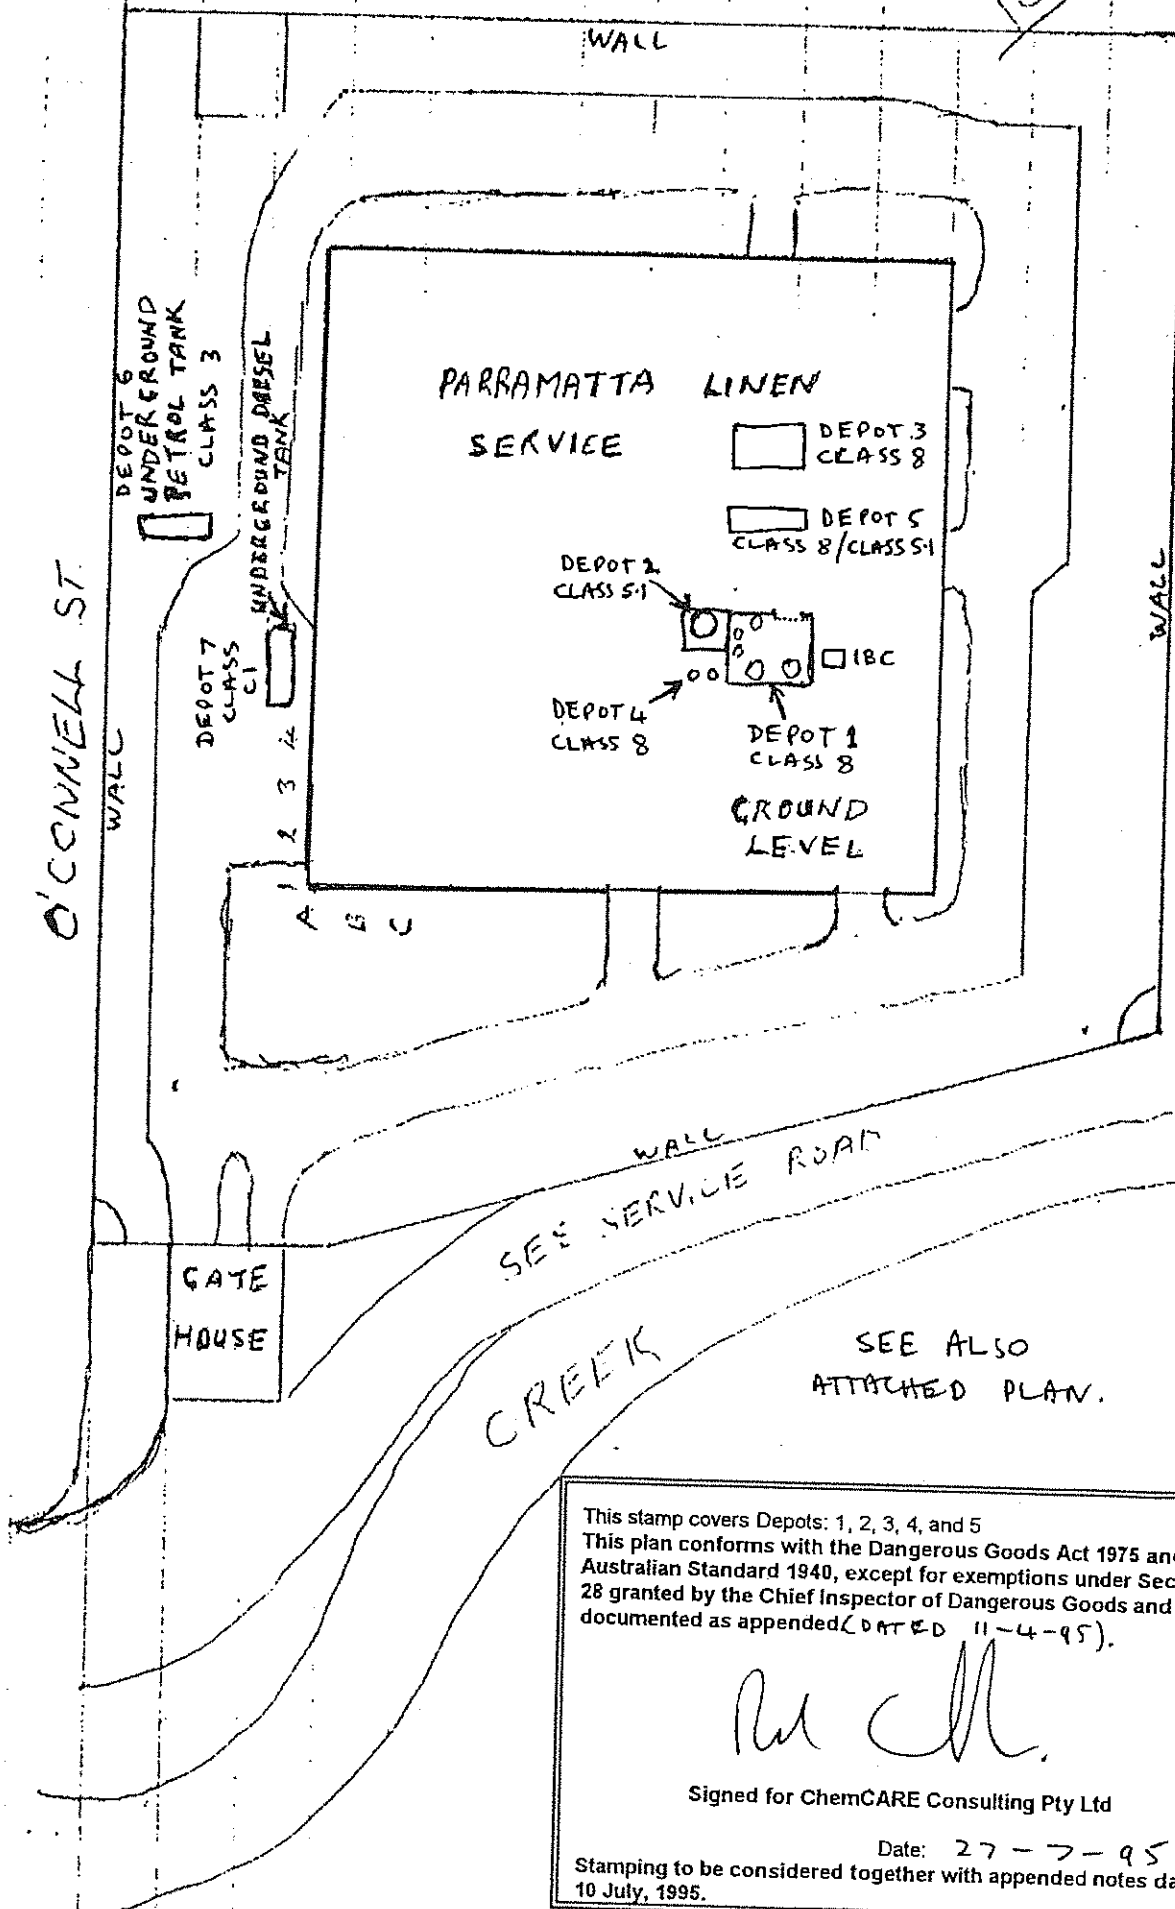 WALL
DEPOT 6
UNDERGROUND
PETROL TANK
CLASS 3
UNDERGROUND DIESEL
TANK
PARRAMATTA LINEN
SERVICE
DEPOT 3
CLASS 8
DEPOT 5
CLASS 8/CLASS 5.1
DEPOT 2
CLASS 5.1
IBC
DEPOT 4
CLASS 8
DEPOT 1
CLASS 8
GROUND
LEVEL
DEPOT 7
CLASS
C1
O'CONNELL ST.
WALL
WALL
4
3
2
1
A B C
WALL
SEE SERVICE ROAD
GATE
HOUSE
CREEK
SEE ALSO
ATTACHED PLAN.
This stamp covers Depots: 1, 2, 3, 4, and 5
This plan conforms with the Dangerous Goods Act 1975 an
Australian Standard 1940, except for exemptions under Sec
28 granted by the Chief Inspector of Dangerous Goods and
documented as appended (DATED 11-4-95).
Signed for ChemCARE Consulting Pty Ltd
Date: 27-7-95
Stamping to be considered together with appended notes da
10 July, 1995.